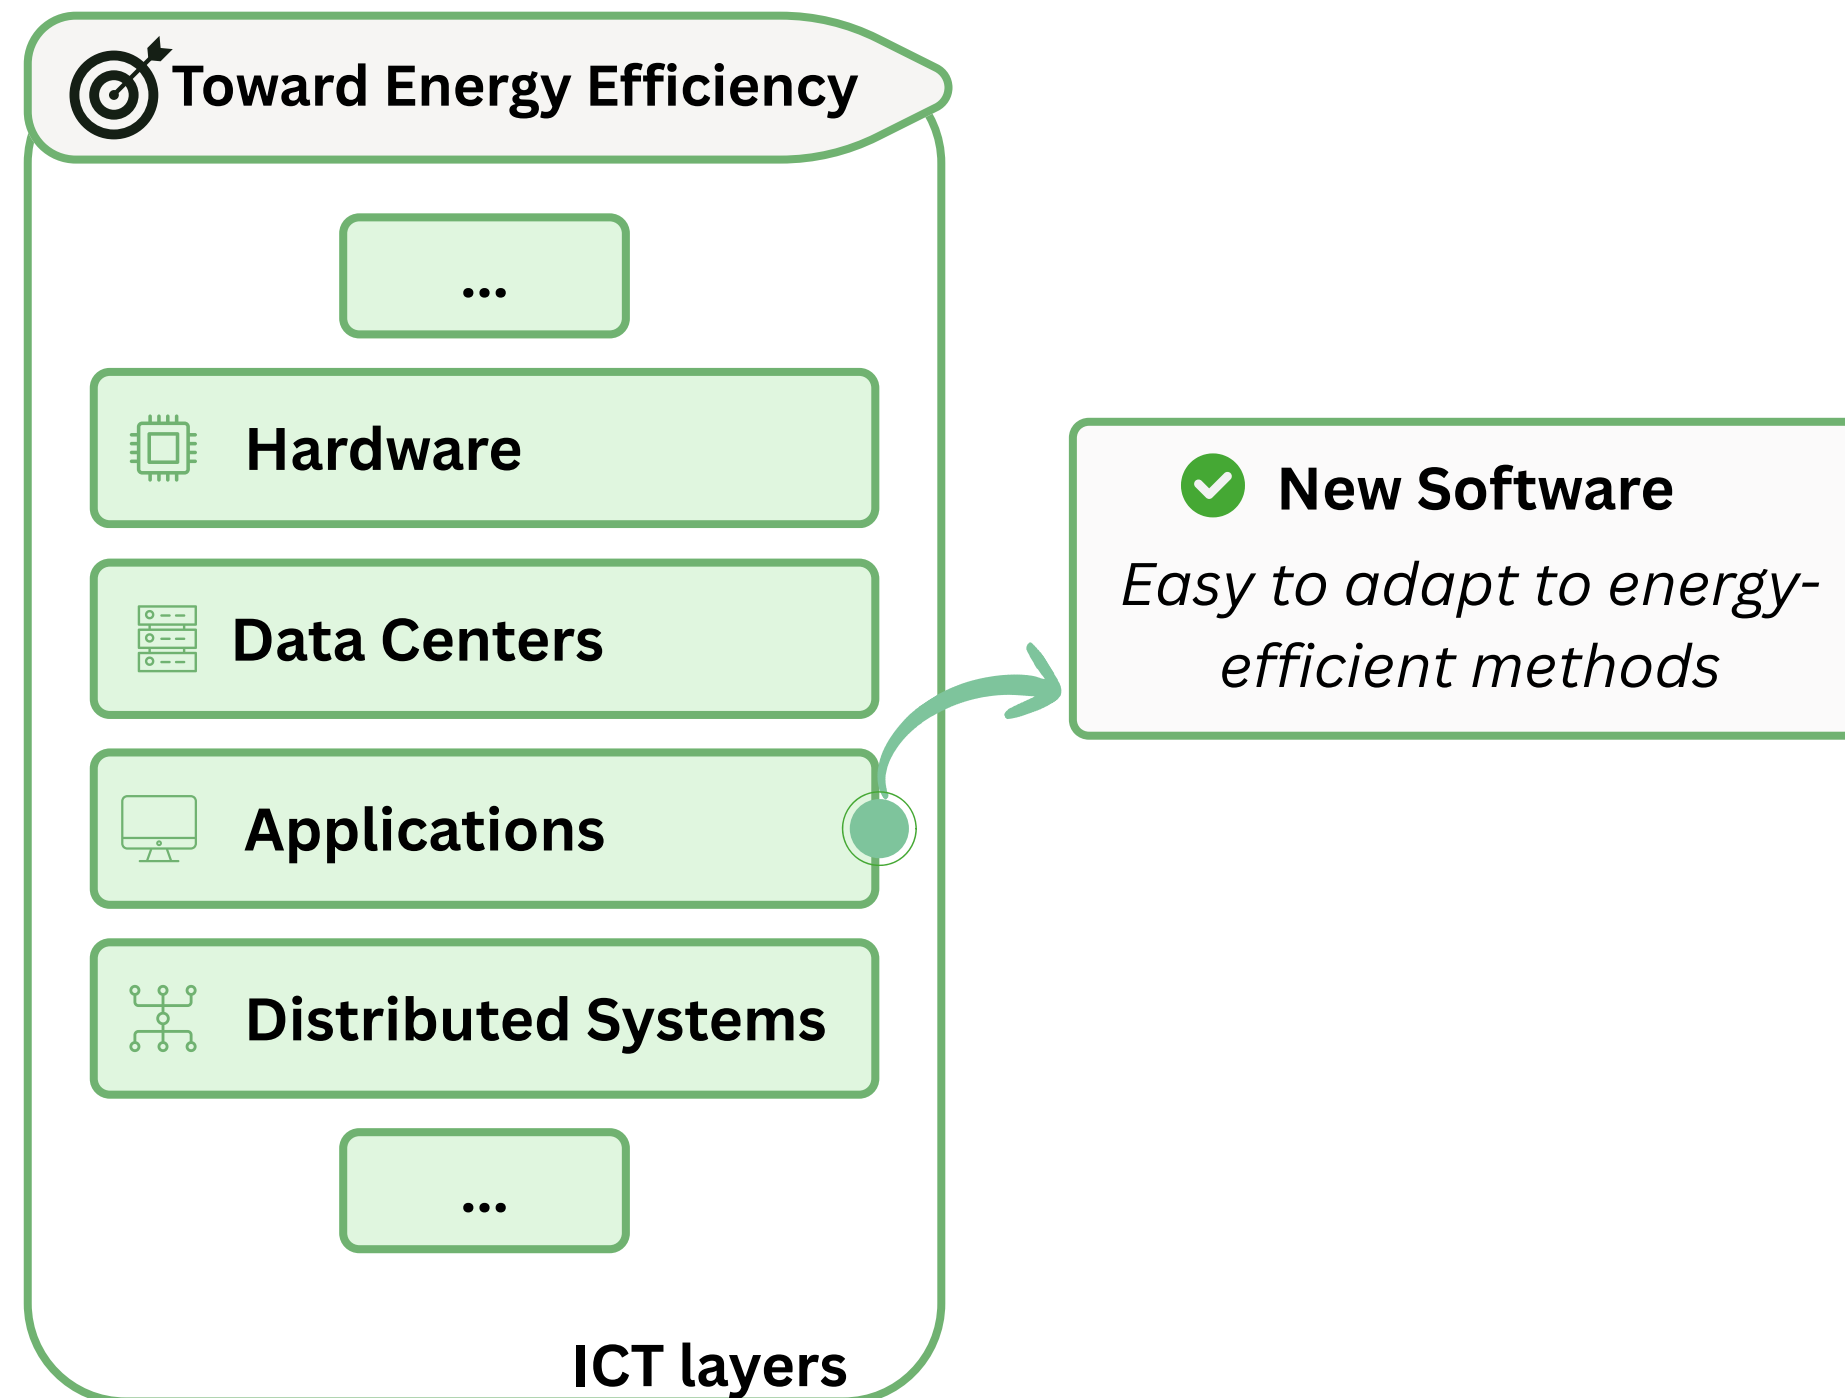 Toward Energy Efficiency
...
Hardware
Data Centers
Applications
Distributed Systems
...
ICT layers
New Software
Easy to adapt to energy-
efficient methods